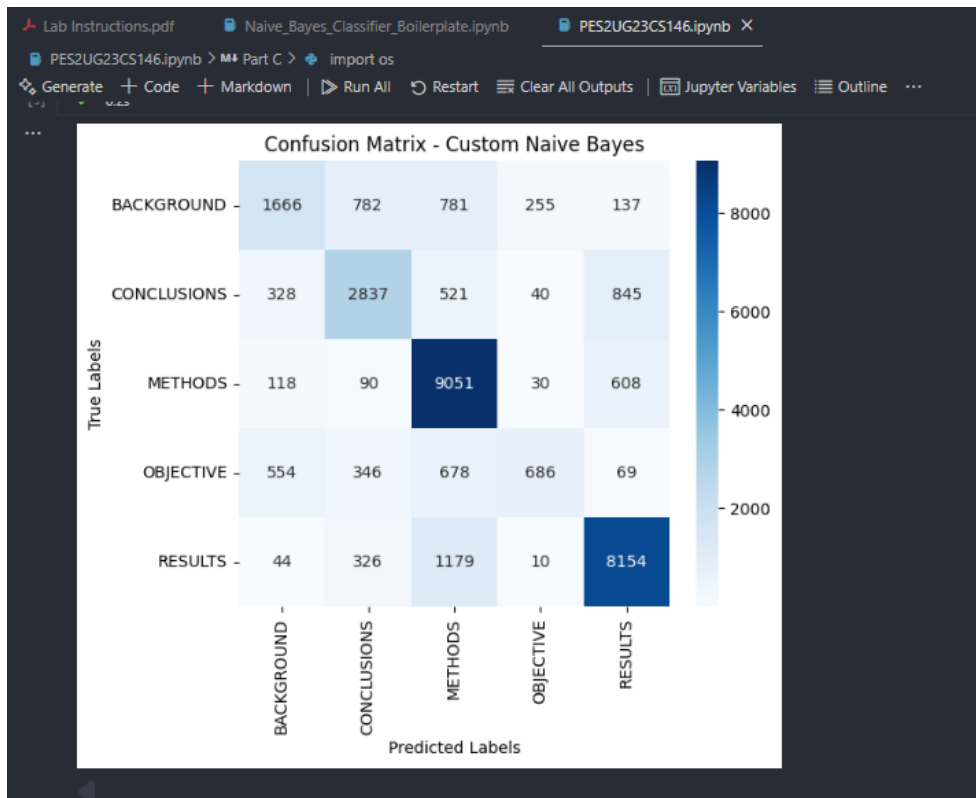 Lab Instructions.pdf Naive_Bayes_Classifier_Boilerplate.ipynb PES2UG23CS146.ipynb
PES2UG23CS146.ipynb > M↓ Part C > import os
Generate + Code + Markdown | Run All Restart Clear All Outputs | Jupyter Variables Outline ...
...
Confusion Matrix - Custom Naive Bayes
BACKGROUND 1666 782 781 255 137
8000
CONCLUSIONS 328 2837 521 40 845
6000
True Labels
METHODS 118 90 9051 30 608
4000
OBJECTIVE 554 346 678 686 69
2000
RESULTS 44 326 1179 10 8154
BACKGROUND CONCLUSIONS METHODS OBJECTIVE RESULTS
Predicted Labels